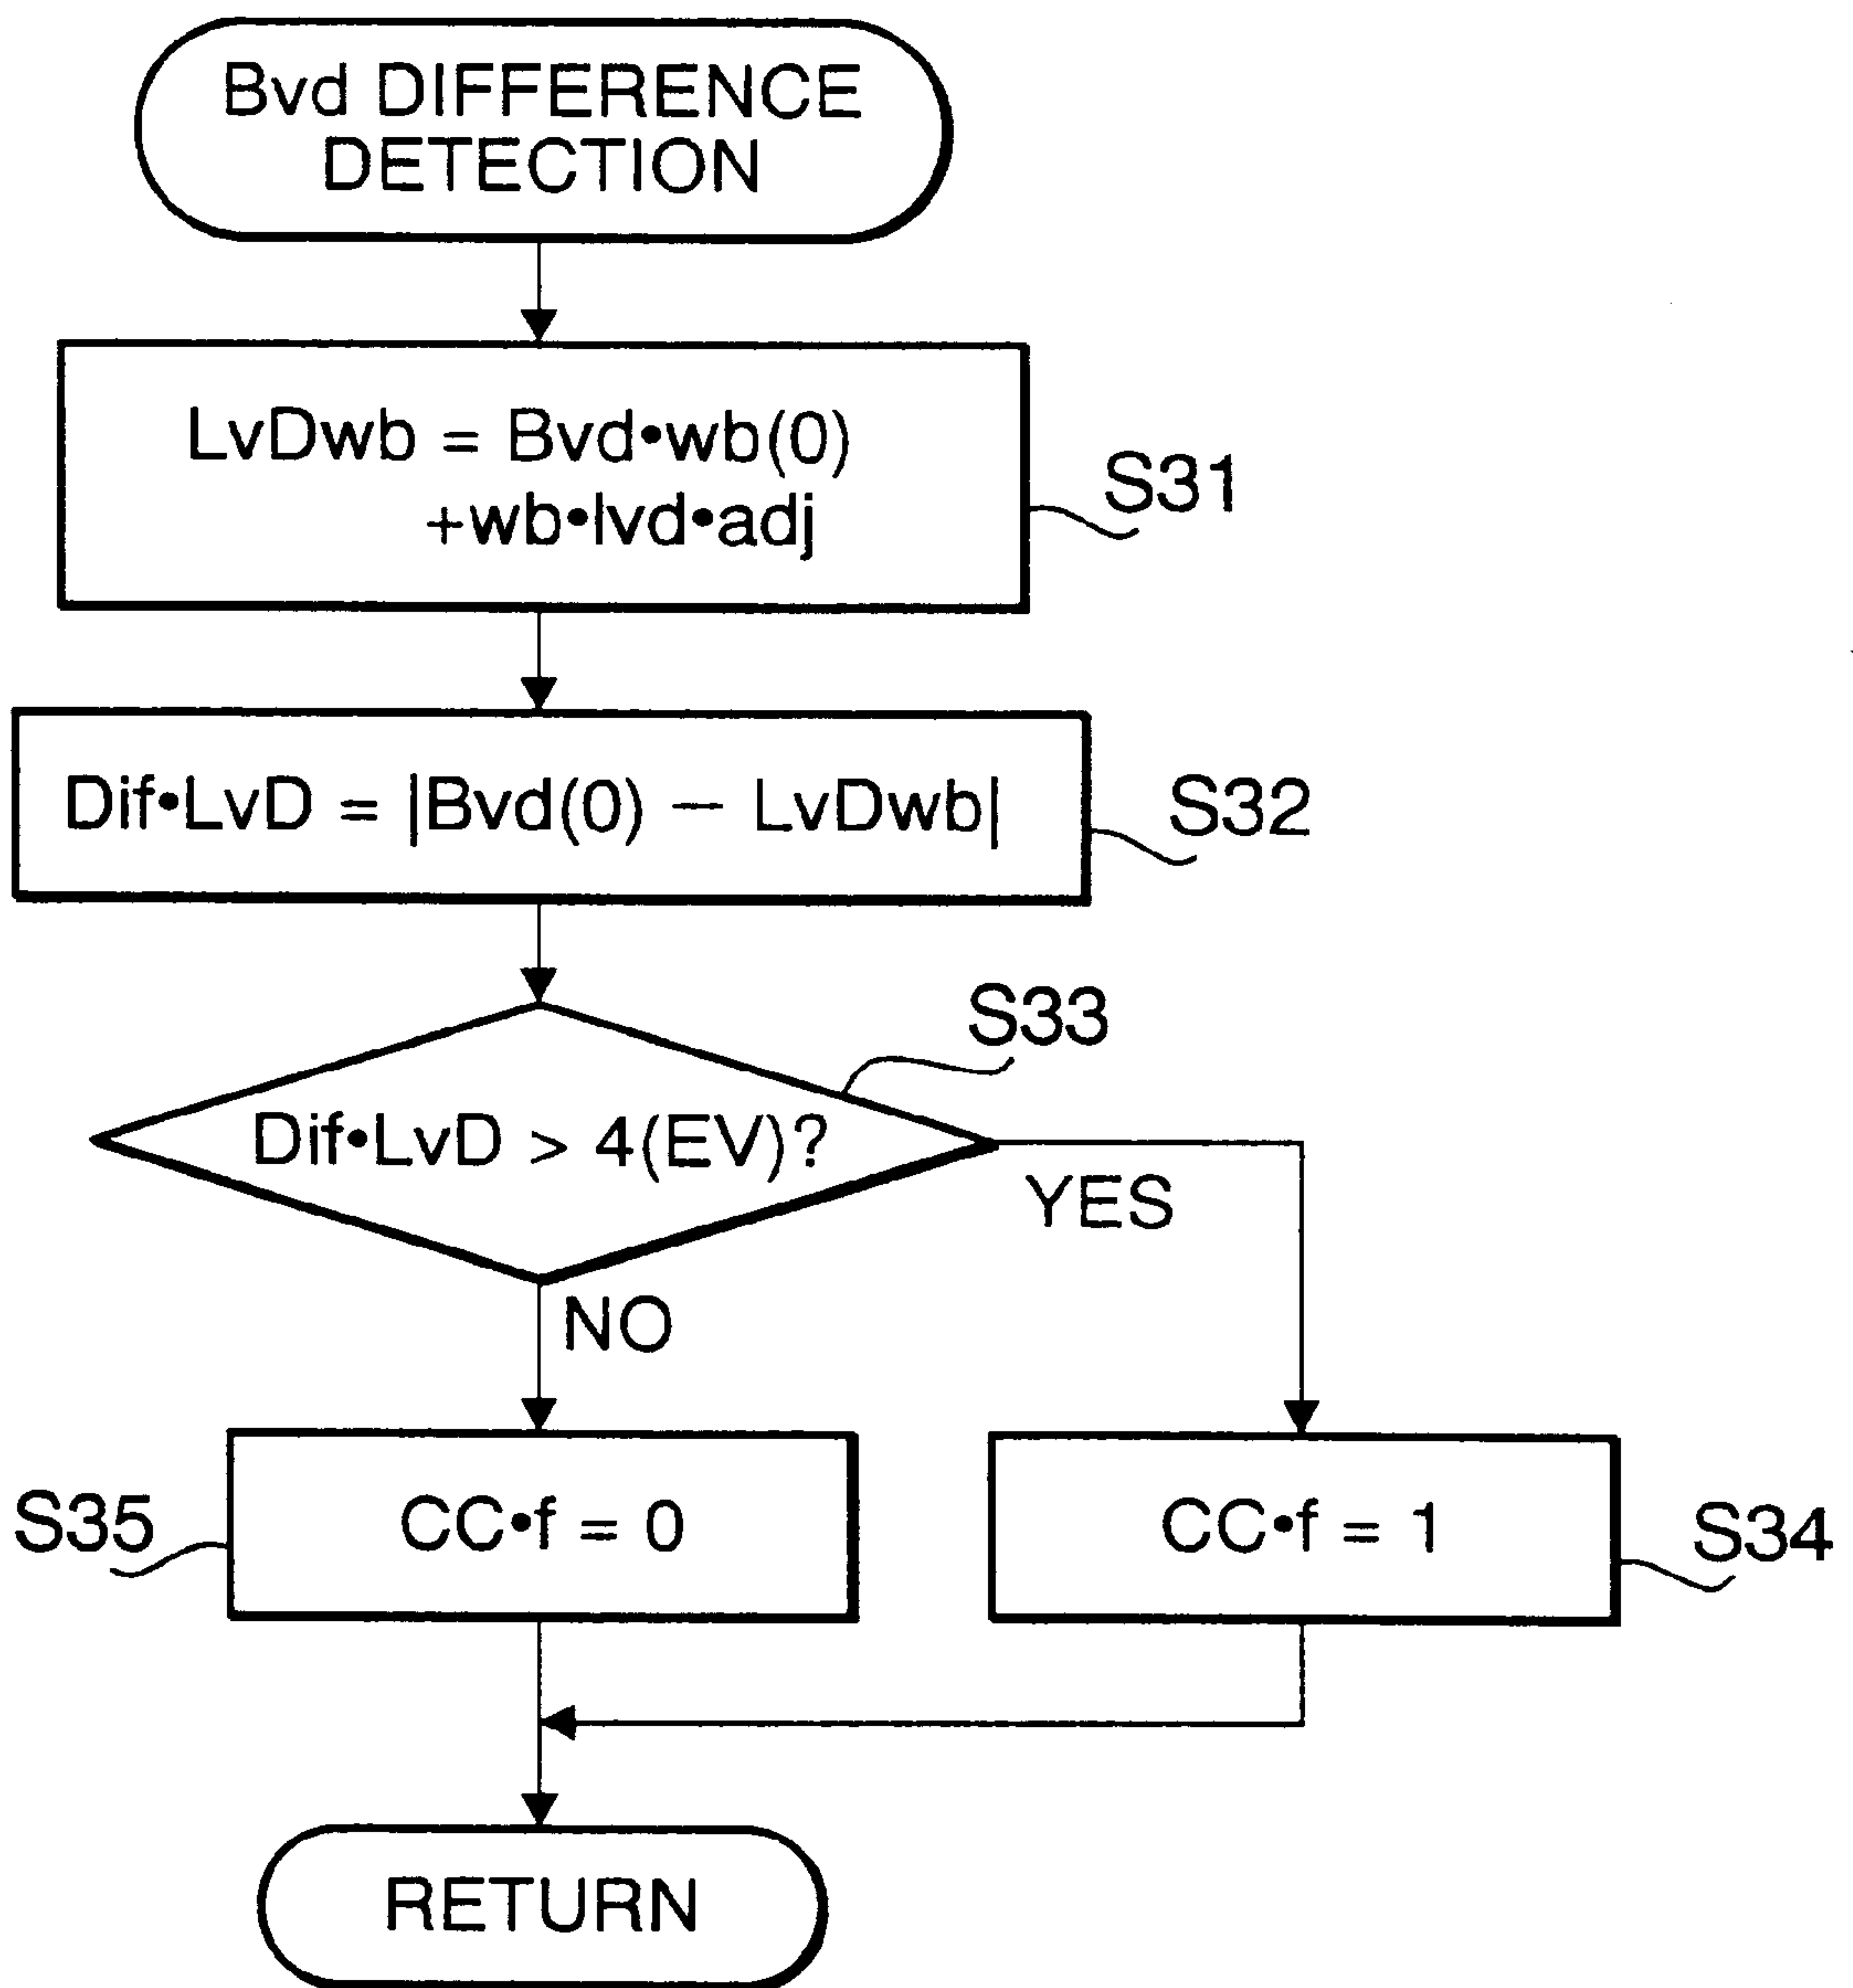 Bvd DIFFERENCE
DETECTION
LvDwb = Bvd•wb(0)
+wb•lvd•adj
S31
Dif•LvD = |Bvd(0) − LvDwb|
S32
S33
Dif•LvD > 4(EV)?
YES
NO
S35
CC•f = 0
CC•f = 1
S34
RETURN